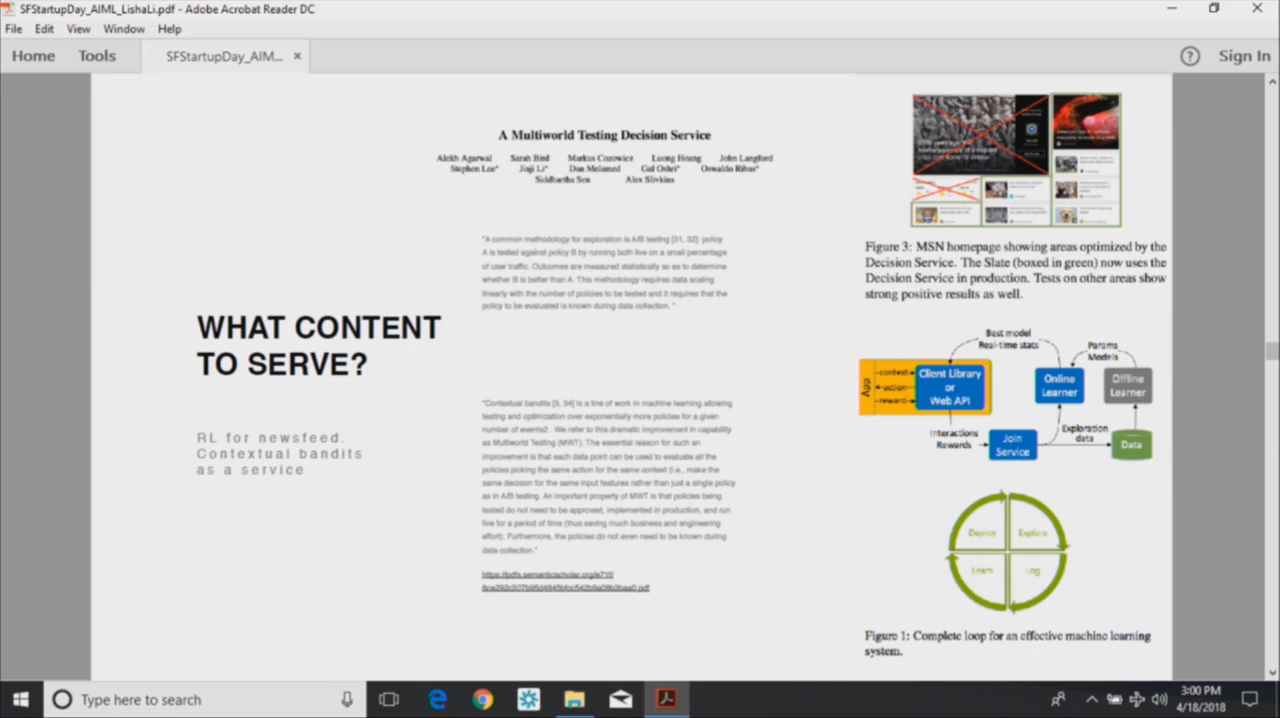 SFStartupDay_AIML_LishaLi.pdf - Adobe Acrobat Reader DC
File Edit View Window Help
Home Tools SFStartupDay_AIM... × Sign In
WHAT CONTENT
TO SERVE?
RL for newsfeed.
Contextual bandits
as a service
A Multiworld Testing Decision Service
Alekh Agarwal Sarah Bird Markus Cozowicz Luong Hoang John Langford
Stephen Lee* Jiaji Li* Dan Melamed Gal Oshri* Oswaldo Ribas*
Siddhartha Sen Alex Slivkins
"A common methodology for exploration is A/B testing [31, 32]: policy
A is tested against policy B by running both live on a small percentage
of user traffic. Outcomes are measured statistically so as to determine
whether B is better than A. This methodology requires data scaling
linearly with the number of policies to be tested and it requires that the
policy to be evaluated is known during data collection. "
"Contextual bandits [3, 34] is a line of work in machine learning allowing
testing and optimization over exponentially more policies for a given
number of events2 . We refer to this dramatic improvement in capability
as Multiworld Testing (MWT). The essential reason for such an
improvement is that each data point can be used to evaluate all the
policies picking the same action for the same context (i.e., make the
same decision for the same input features rather than just a single policy
as in A/B testing. An important property of MWT is that policies being
tested do not need to be approved, implemented in production, and run
live for a period of time (thus saving much business and engineering
effort). Furthermore, the policies do not even need to be known during
data collection."
Figure 3: MSN homepage showing areas optimized by the
Decision Service. The Slate (boxed in green) now uses the
Decision Service in production. Tests on other areas show
strong positive results as well.
Best model
Real-time stats
Params
Models
App
context
action
reward
Client Library
or
Web API
Online
Learner
Offline
Learner
Interactions
Rewards
Join
Service
Exploration
data
Data
Deploy Explore
Learn Log
Figure 1: Complete loop for an effective machine learning
system.
Type here to search
3:00 PM
4/18/2018